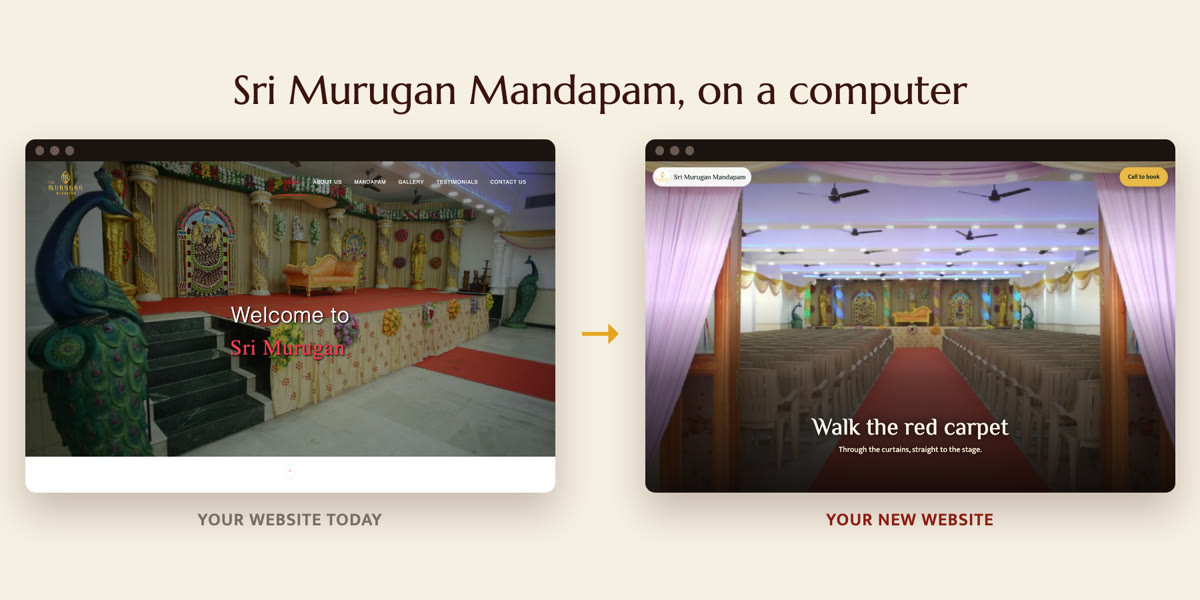 Sri Murugan Mandapam, on a computer
MURUGAN
ABOUT US
MANDAPAM
GALLERY
TESTIMONIALS
CONTACT US
Welcome to
Sri Murugan
Sri Murugan Mandapam
Call to book
Walk the red carpet
Through the curtains, straight to the stage.
YOUR WEBSITE TODAY
YOUR NEW WEBSITE